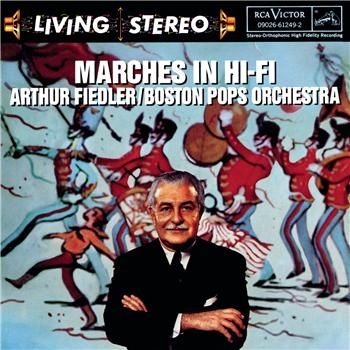 LIVING STEREO
RCA VICTOR
09026-61249-2
Stereo-Orthophonic High Fidelity Recording
MARCHES IN HI-FI
ARTHUR FIEDLER/BOSTON POPS ORCHESTRA